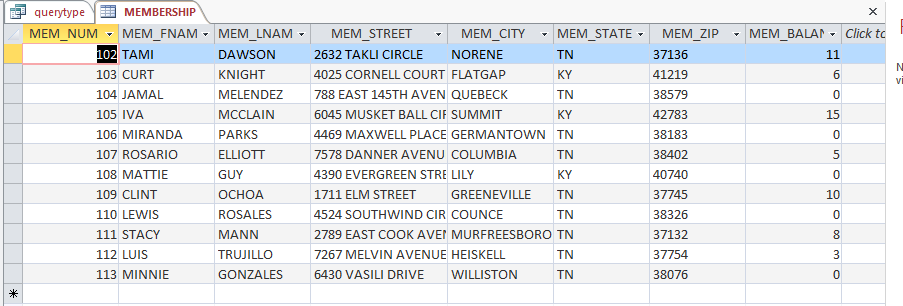 querytype MEMBERSHIP ×
MEM_NUM MEM_FNAM MEM_LNAM MEM_STREET MEM_CITY MEM_STATE MEM_ZIP MEM_BALAN Click to
102 TAMI DAWSON 2632 TAKLI CIRCLE NORENE TN 37136 11
103 CURT KNIGHT 4025 CORNELL COURT FLATGAP KY 41219 6
104 JAMAL MELENDEZ 788 EAST 145TH AVEN QUEBECK TN 38579 0
105 IVA MCCLAIN 6045 MUSKET BALL CIR SUMMIT KY 42783 15
106 MIRANDA PARKS 4469 MAXWELL PLACE GERMANTOWN TN 38183 0
107 ROSARIO ELLIOTT 7578 DANNER AVENU COLUMBIA TN 38402 5
108 MATTIE GUY 4390 EVERGREEN STRE LILY KY 40740 0
109 CLINT OCHOA 1711 ELM STREET GREENEVILLE TN 37745 10
110 LEWIS ROSALES 4524 SOUTHWIND CIR COUNCE TN 38326 0
111 STACY MANN 2789 EAST COOK AVEN MURFREESBORO TN 37132 8
112 LUIS TRUJILLO 7267 MELVIN AVENUE HEISKELL TN 37754 3
113 MINNIE GONZALES 6430 VASILI DRIVE WILLISTON TN 38076 0